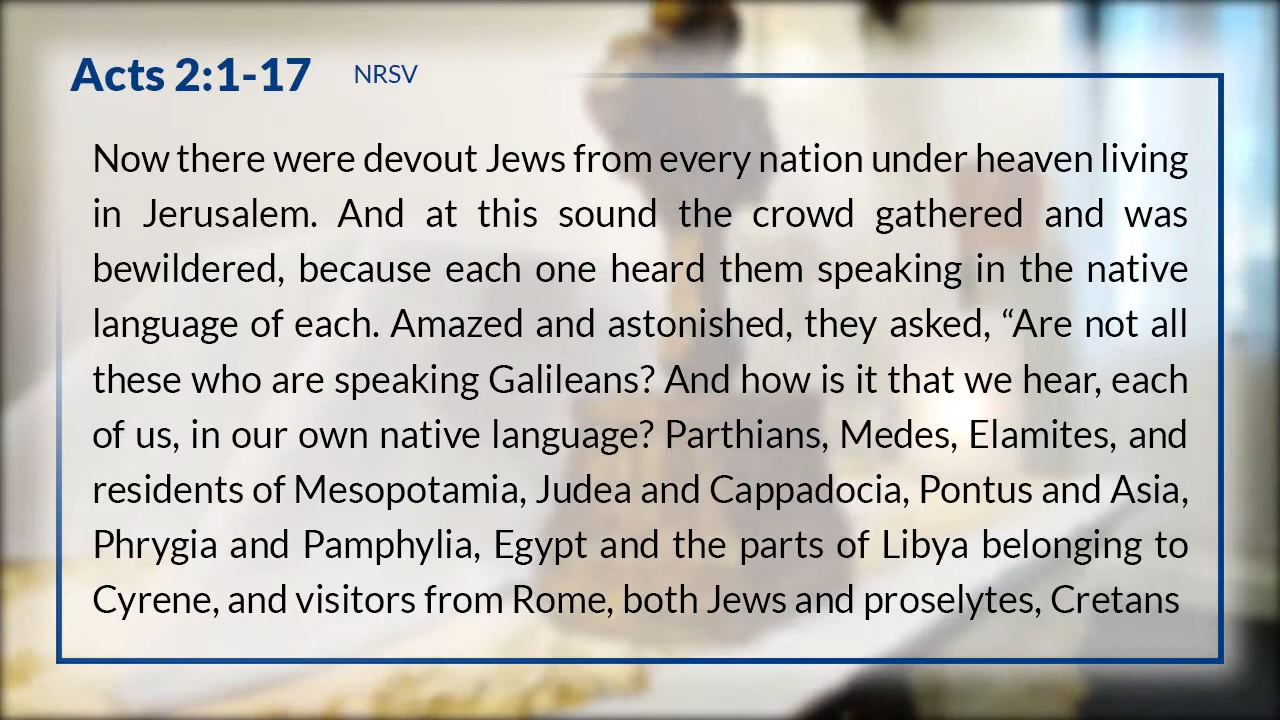 Acts 2:1-17 NRSV
Now there were devout Jews from every nation under heaven living
in Jerusalem. And at this sound the crowd gathered and was
bewildered, because each one heard them speaking in the native
language of each. Amazed and astonished, they asked, “Are not all
these who are speaking Galileans? And how is it that we hear, each
of us, in our own native language? Parthians, Medes, Elamites, and
residents of Mesopotamia, Judea and Cappadocia, Pontus and Asia,
Phrygia and Pamphylia, Egypt and the parts of Libya belonging to
Cyrene, and visitors from Rome, both Jews and proselytes, Cretans